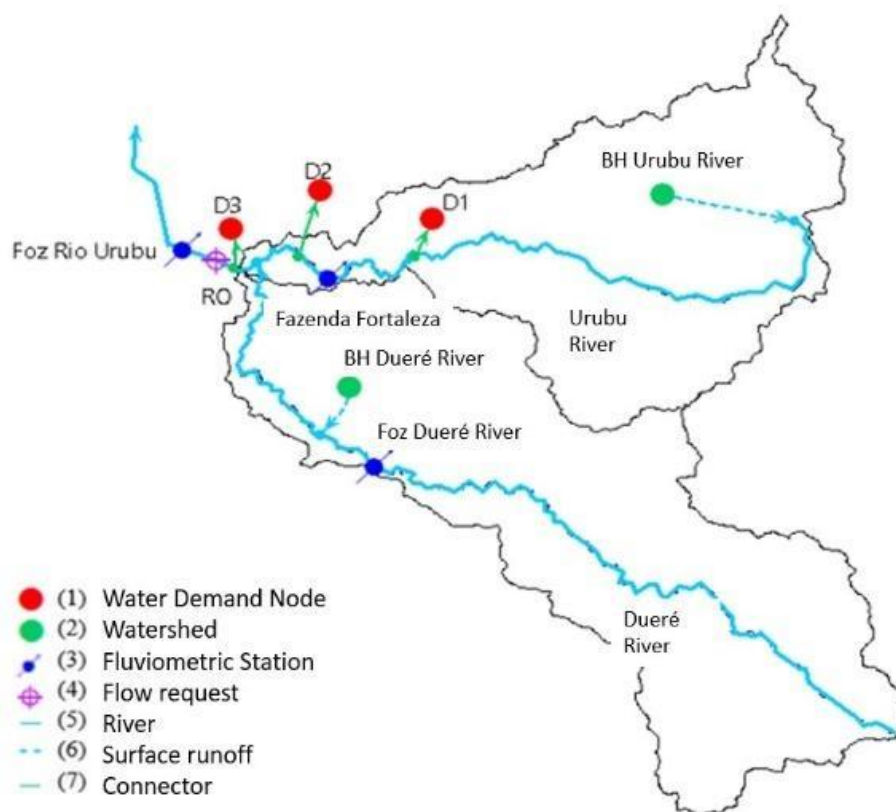 BH Urubu River
D2
D1
D3
Foz Rio Urubu
RO
Fazenda Fortaleza
Urubu
River
BH Dueré River
Foz Dueré River
Dueré
River
(1) Water Demand Node
(2) Watershed
(3) Fluviometric Station
(4) Flow request
(5) River
(6) Surface runoff
(7) Connector